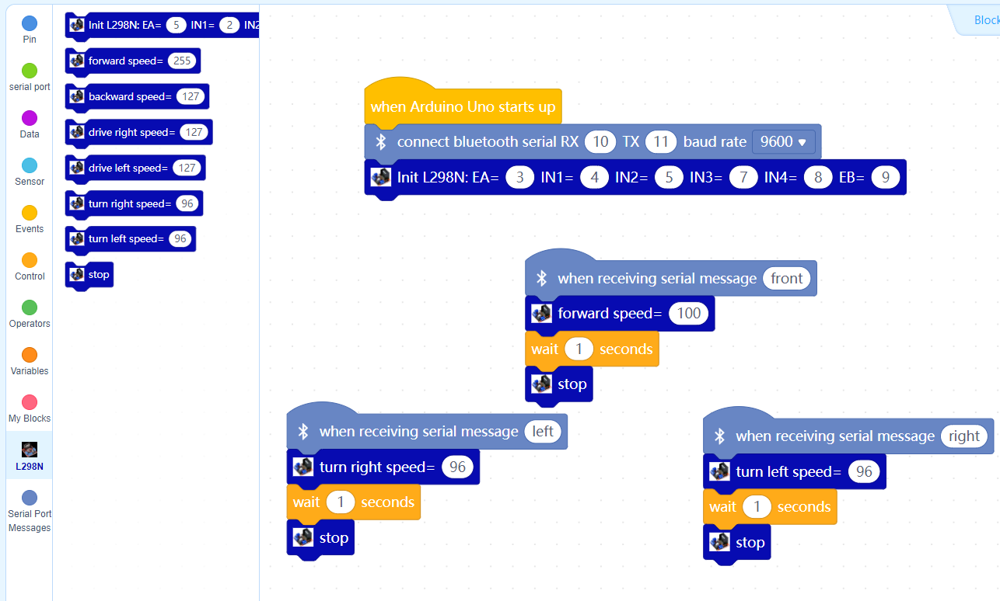 Pin
serial port
Data
Sensor
Events
Control
Operators
Variables
My Blocks
L298N
Serial Port
Messages
Init L298N: EA= 5 IN1= 2 IN2
forward speed= 255
backward speed= 127
drive right speed= 127
drive left speed= 127
turn right speed= 96
turn left speed= 96
stop
Block
when Arduino Uno starts up
connect bluetooth serial RX 10 TX 11 baud rate 9600
Init L298N: EA= 3 IN1= 4 IN2= 5 IN3= 7 IN4= 8 EB= 9
when receiving serial message front
forward speed= 100
wait 1 seconds
stop
when receiving serial message left
turn right speed= 96
wait 1 seconds
stop
when receiving serial message right
turn left speed= 96
wait 1 seconds
stop